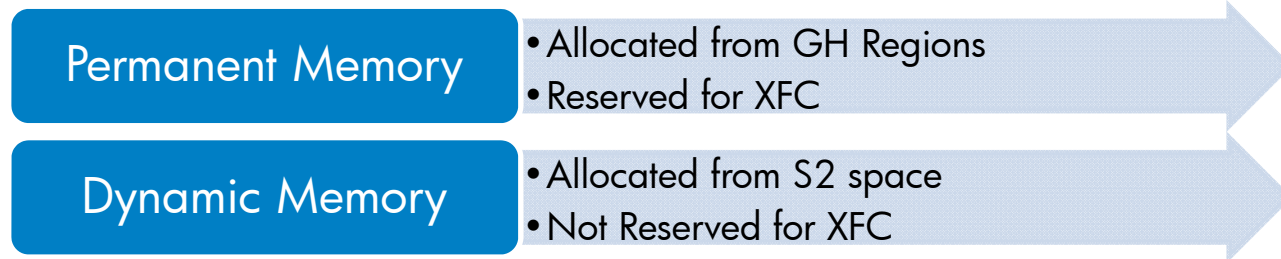 Permanent Memory
•Allocated from GH Regions
•Reserved for XFC
Dynamic Memory
•Allocated from S2 space
•Not Reserved for XFC